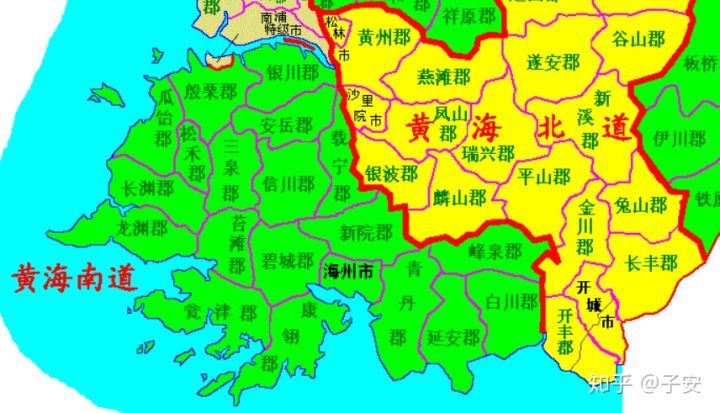 南浦
特级市
松林市
祥原郡
黄州郡
谷山郡
遂安郡
燕滩郡
板桥
银川郡
殷栗郡
瓜饴郡
松禾郡
安岳郡
三泉郡
载宁郡
沙里院市
凤山郡
黄海北道
新溪郡
伊川郡
瑞兴郡
银波郡
平山郡
信川郡
长渊郡
麟山郡
铁原
兔山郡
金川郡
龙渊郡
苔滩郡
新院郡
碧城郡
海州市
峰泉郡
长丰郡
黄海南道
青丹郡
白川郡
开城市
瓮津郡
康翎郡
延安郡
开丰郡
知乎 @子安